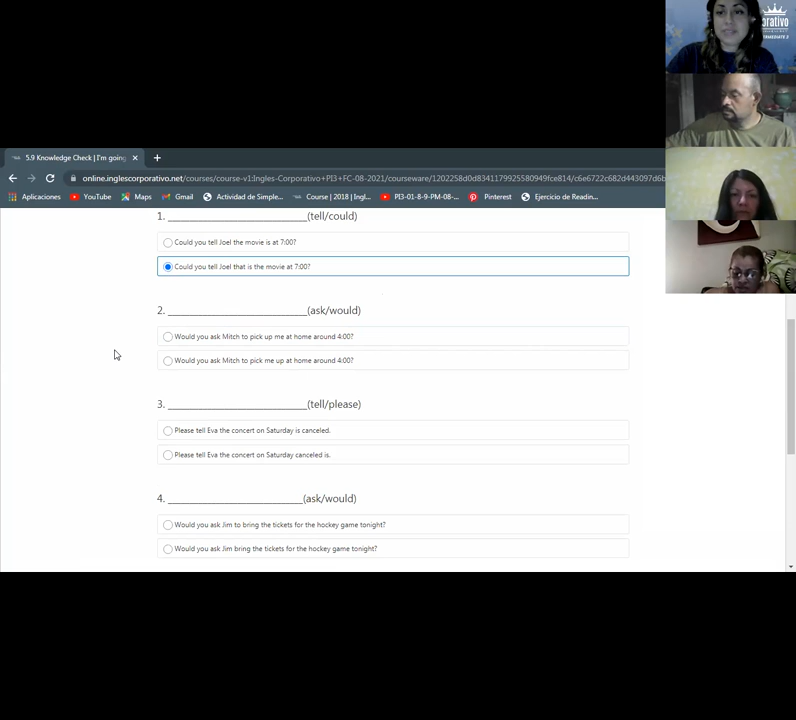 orativo
5.9 Knowledge Check | I'm going
online.inglescorporativo.net/courses/course-v1:Ingles-Corporativo+PI3+FC-08-2021/courseware/1202258d0d8341179925580949fce814/c6e6722c682d443097d6b
Aplicaciones YouTube Maps Gmail Actividad de Simple... Course | 2018 | Ingl... PI3-01-8-9-PM-08-... Pinterest Ejercicio de Readin...
1. ____________________________(tell/could)
Could you tell Joel the movie is at 7:00?
Could you tell Joel that is the movie at 7:00?
2. ____________________________(ask/would)
Would you ask Mitch to pick up me at home around 4:00?
Would you ask Mitch to pick me up at home around 4:00?
3. ____________________________(tell/please)
Please tell Eva the concert on Saturday is canceled.
Please tell Eva the concert on Saturday canceled is.
4. ___________________________(ask/would)
Would you ask Jim to bring the tickets for the hockey game tonight?
Would you ask Jim bring the tickets for the hockey game tonight?